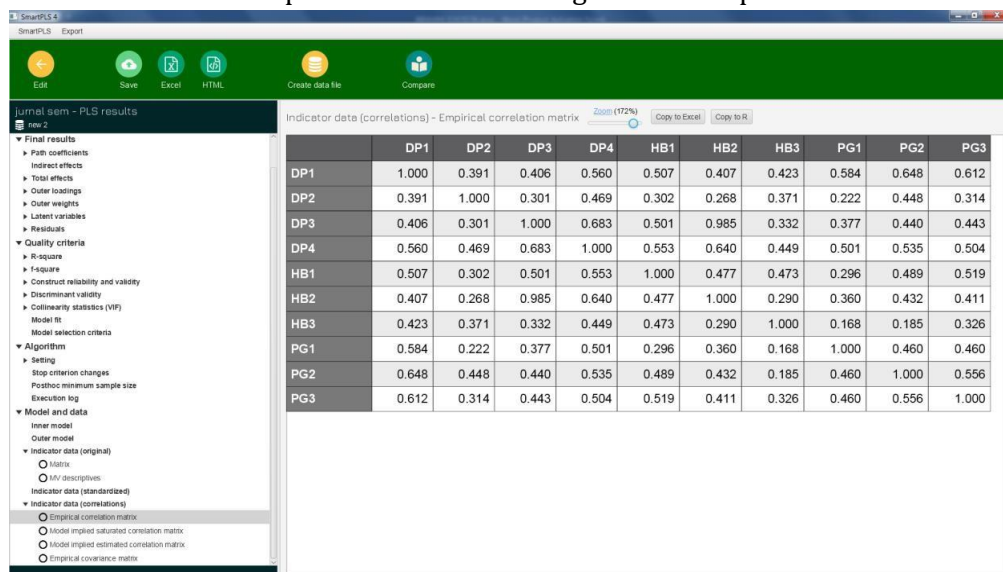 SmartPLS 4
SmartPLS Export
Edit Save Excel HTML Create data file Compare
jurnal sem - PLS results
new 2
Indicator data (correlations) - Empirical correlation matrix Zoom (172%) Copy to Excel Copy to R
Final results
Path coefficients
Indirect effects
Total effects
Outer loadings
Outer weights
Latent variables
Residuals
Quality criteria
R-square
f-square
Construct reliability and validity
Discriminant validity
Collinearity statistics (VIF)
Model fit
Model selection criteria
Algorithm
Setting
Stop criterion changes
Posthoc minimum sample size
Execution log
Model and data
Inner model
Outer model
Indicator data (original)
Matrix
MV descriptives
Indicator data (standardized)
Indicator data (correlations)
Empirical correlation matrix
Model implied saturated correlation matrix
Model implied estimated correlation matrix
Empirical covariance matrix
DP1 DP2 DP3 DP4 HB1 HB2 HB3 PG1 PG2 PG3
DP1 1.000 0.391 0.406 0.560 0.507 0.407 0.423 0.584 0.648 0.612
DP2 0.391 1.000 0.301 0.469 0.302 0.268 0.371 0.222 0.448 0.314
DP3 0.406 0.301 1.000 0.683 0.501 0.985 0.332 0.377 0.440 0.443
DP4 0.560 0.469 0.683 1.000 0.553 0.640 0.449 0.501 0.535 0.504
HB1 0.507 0.302 0.501 0.553 1.000 0.477 0.473 0.296 0.489 0.519
HB2 0.407 0.268 0.985 0.640 0.477 1.000 0.290 0.360 0.432 0.411
HB3 0.423 0.371 0.332 0.449 0.473 0.290 1.000 0.168 0.185 0.326
PG1 0.584 0.222 0.377 0.501 0.296 0.360 0.168 1.000 0.460 0.460
PG2 0.648 0.448 0.440 0.535 0.489 0.432 0.185 0.460 1.000 0.556
PG3 0.612 0.314 0.443 0.504 0.519 0.411 0.326 0.460 0.556 1.000